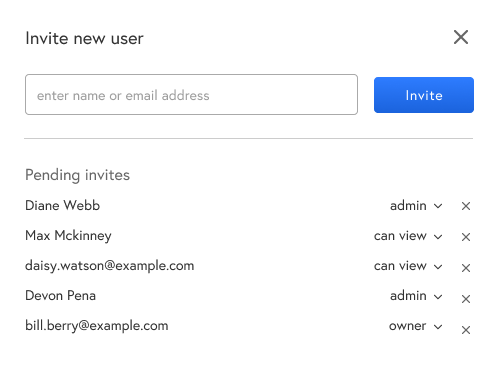 Invite new user
enter name or email address
Invite
Pending invites
Diane Webb admin
Max Mckinney can view
daisy.watson@example.com can view
Devon Pena admin
bill.berry@example.com owner